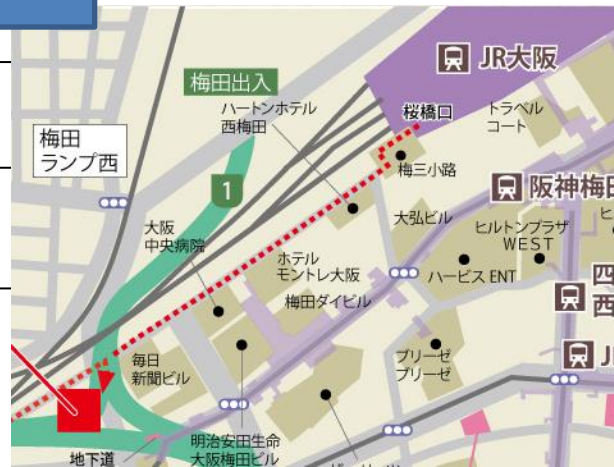 JR大阪
梅田出入
ハートンホテル
西梅田
桜橋口
トラベル
コート
梅田
ランプ西
1
梅三小路
阪神梅田
大阪
中央病院
大弘ビル
ヒルトンプラザ
WEST
ホテル
モントレ大阪
ハービス ENT
四
西
梅田ダイビル
毎日
新聞ビル
ブリーゼ
ブリーゼ
J
明治安田生命
大阪梅田ビル
地下道